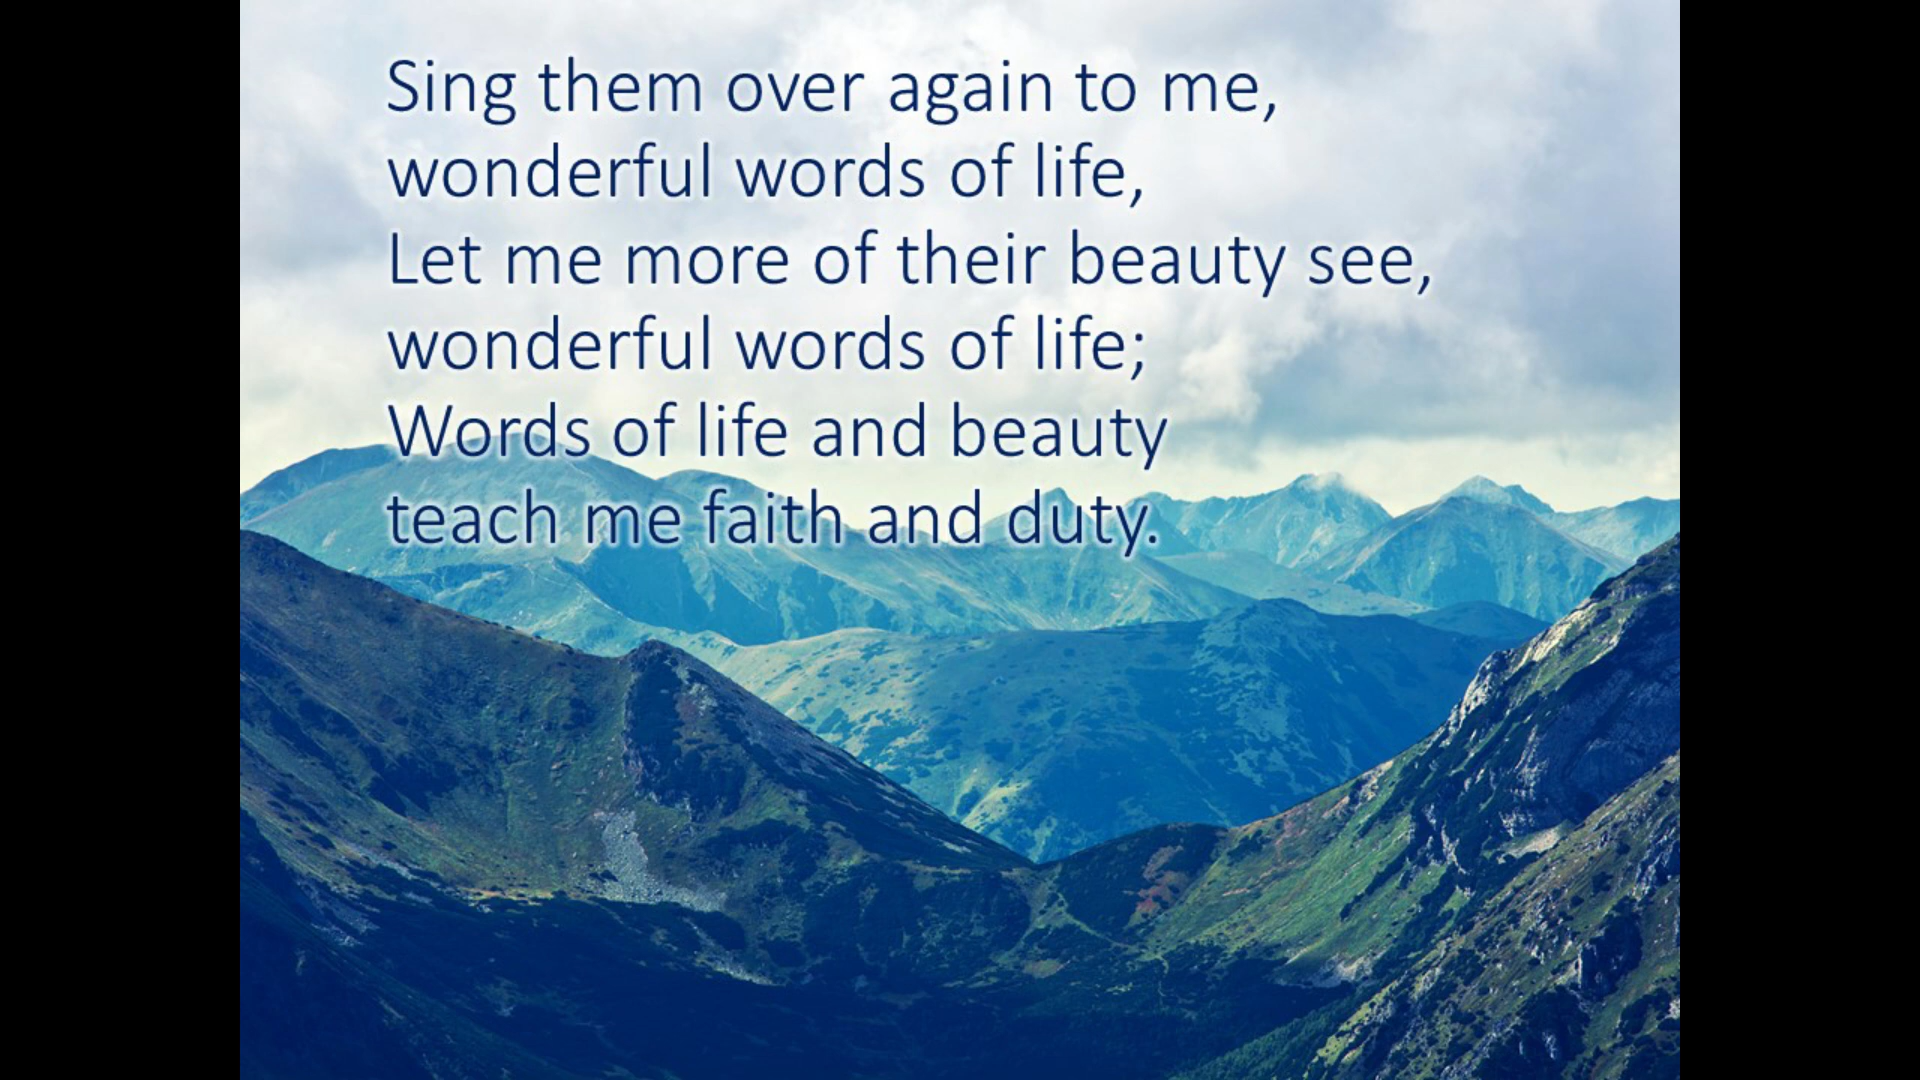 Sing them over again to me,
wonderful words of life,
Let me more of their beauty see,
wonderful words of life;
Words of life and beauty
teach me faith and duty.